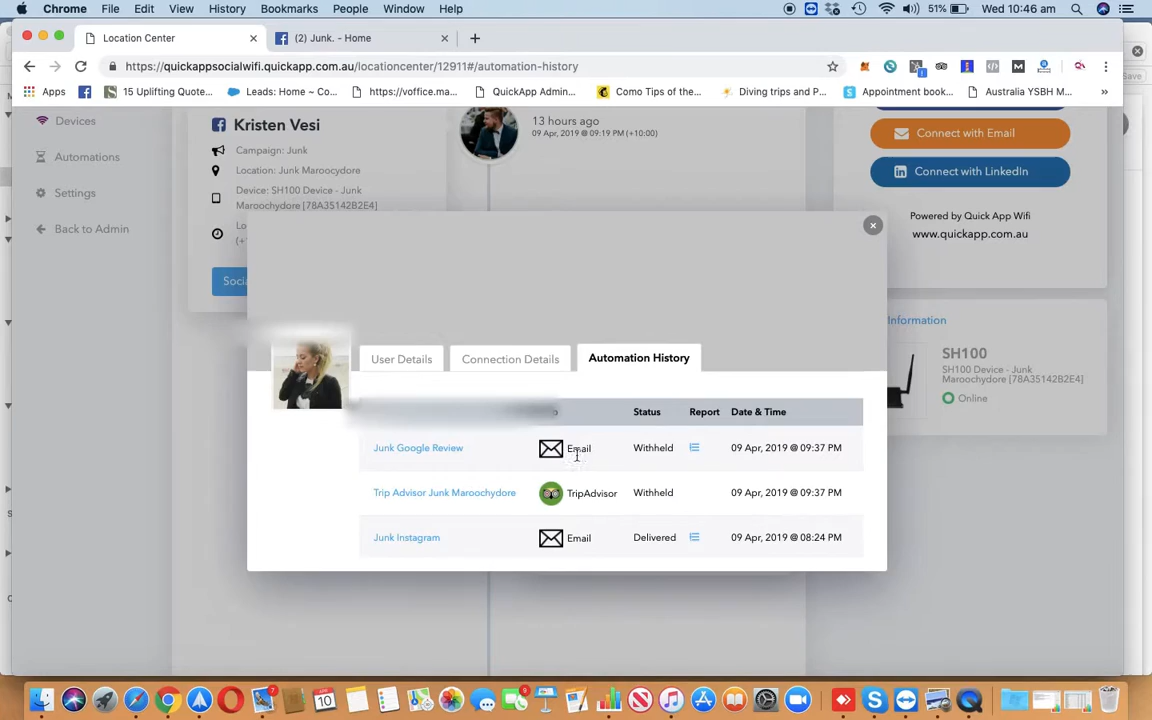 Chrome File Edit View History Bookmarks People Window Help
51% Wed 10:46 am
Location Center
(2) Junk. - Home
https://quickappsocialwifi.quickapp.com.au/locationcenter/12911#/automation-history
Apps
15 Uplifting Quote...
Leads: Home ~ Co...
https://voffice.ma...
QuickApp Admin...
Como Tips of the...
Diving trips and P...
Appointment book...
Australia YSBH M...
Save
Devices
Automations
Settings
Back to Admin
Kristen Vesi
Campaign: Junk
Location: Junk Maroocydore
Device: SH100 Device - Junk
Maroochydore [78A35142B2E4]
13 hours ago
09 Apr, 2019 @ 09:19 PM (+10:00)
Connect with Email
Connect with LinkedIn
Powered by Quick App Wifi
www.quickapp.com.au
Information
SH100
SH100 Device - Junk
Maroochydore [78A35142B2E4]
Online
User Details
Connection Details
Automation History
Status Report Date & Time
Junk Google Review Email Withheld 09 Apr, 2019 @ 09:37 PM
Trip Advisor Junk Maroochydore TripAdvisor Withheld 09 Apr, 2019 @ 09:37 PM
Junk Instagram Email Delivered 09 Apr, 2019 @ 08:24 PM